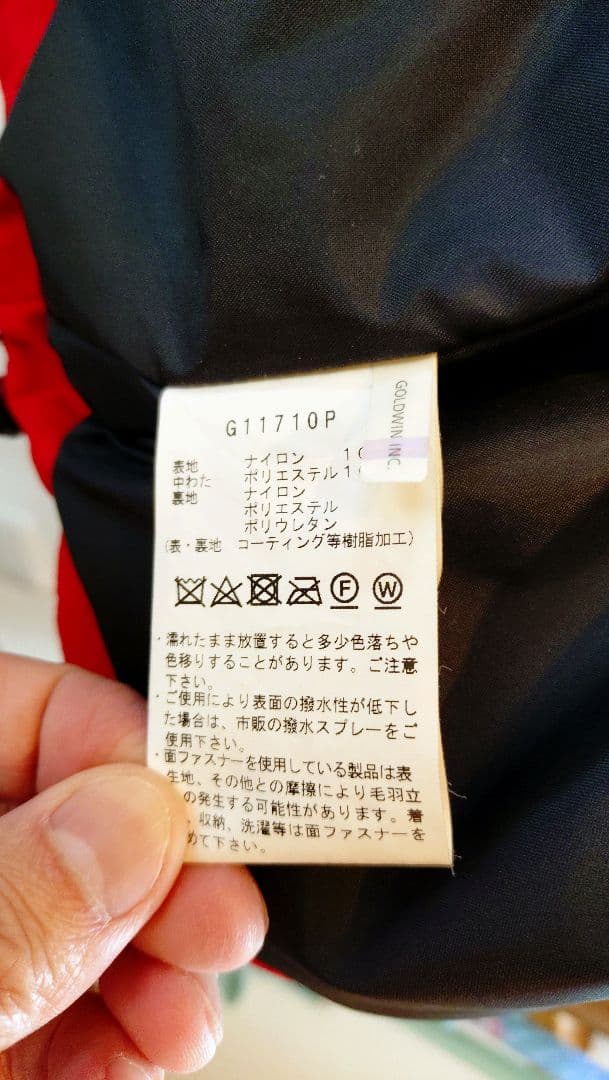 G11710P
GOLDWIN INC.
表地 ナイロン 10
中わた ポリエステル10
裏地 ナイロン
ポリエステル
ポリウレタン
(表・裏地 コーティング等樹脂加工)
F W
・濡れたまま放置すると多少色落ちや
色移りすることがあります。ご注意
下さい。
・ご使用により表面の撥水性が低下し
た場合は、市販の撥水スプレーをご
使用下さい。
・面ファスナーを使用している製品は表
生地、その他との摩擦により毛羽立
の発生する可能性があります。着
、収納、洗濯等は面ファスナーを
めて下さい。